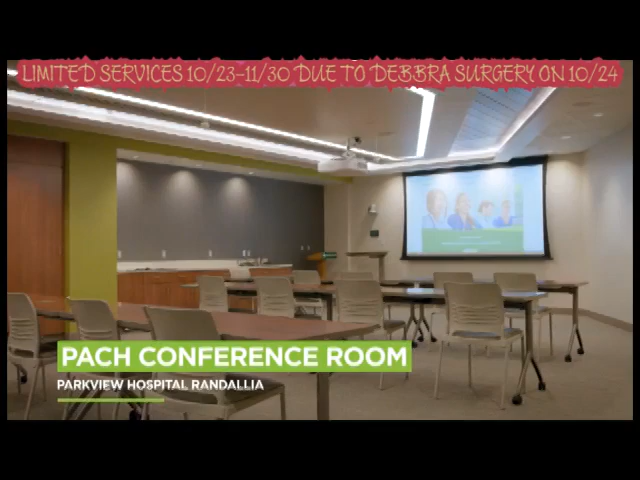 LIMITED SERVICES 10/23-11/30 DUE TO DEBBRA SURGERY ON 10/24
PACH CONFERENCE ROOM
PARKVIEW HOSPITAL RANDALLIA